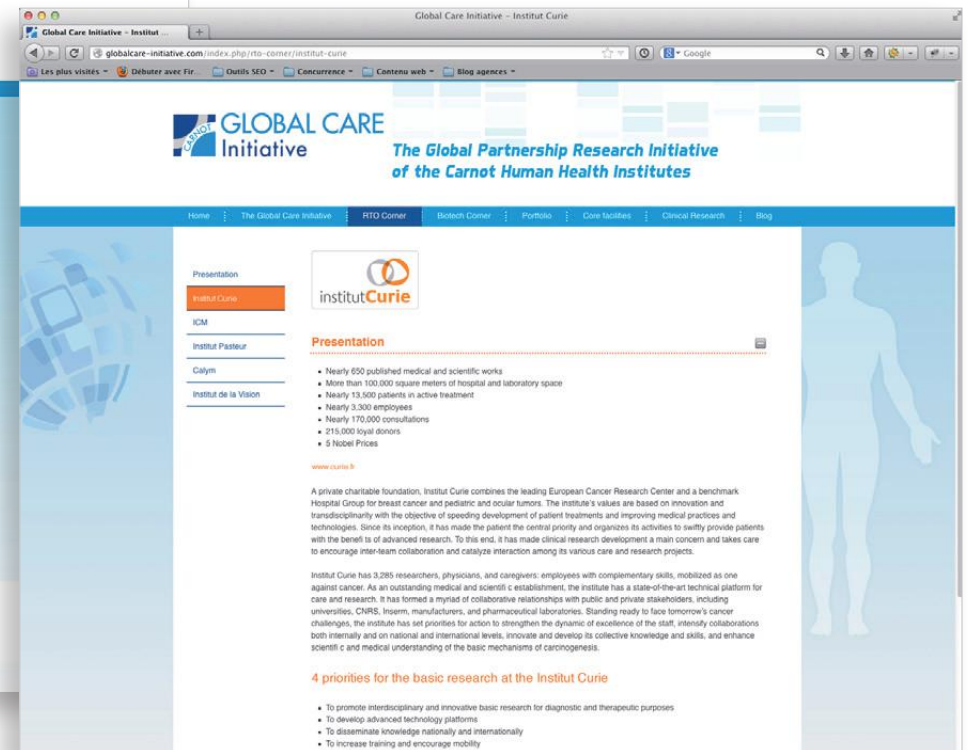 Global Care Initiative – Institut Curie
Global Care Initiative – Institut ...
globalcare-initiative.com/index.php/rto-corner/institut-curie
Google
Les plus visités
Débuter avec Fir...
Outils SEO
Concurrence
Contenu web
Blog agences
CARNOT
GLOBAL CARE
Initiative
The Global Partnership Research Initiative
of the Carnot Human Health Institutes
Home
The Global Care Initiative
RTO Corner
Biotech Corner
Portfolio
Core facilities
Clinical Research
Blog
Presentation
Institut Curie
ICM
Institut Pasteur
Calym
Institut de la Vision
institutCurie
Presentation
Nearly 650 published medical and scientific works
More than 100,000 square meters of hospital and laboratory space
Nearly 13,500 patients in active treatment
Nearly 3,300 employees
Nearly 170,000 consultations
215,000 loyal donors
5 Nobel Prices
www.curie.fr
A private charitable foundation, Institut Curie combines the leading European Cancer Research Center and a benchmark
Hospital Group for breast cancer and pediatric and ocular tumors. The institute's values are based on innovation and
transdisciplinarity with the objective of speeding development of patient treatments and improving medical practices and
technologies. Since its inception, it has made the patient the central priority and organizes its activities to swiftly provide patients
with the benefi ts of advanced research. To this end, it has made clinical research development a main concern and takes care
to encourage inter-team collaboration and catalyze interaction among its various care and research projects.
Institut Curie has 3,285 researchers, physicians, and caregivers: employees with complementary skills, mobilized as one
against cancer. As an outstanding medical and scientifi c establishment, the institute has a state-of-the-art technical platform for
care and research. It has formed a myriad of collaborative relationships with public and private stakeholders, including
universities, CNRS, Inserm, manufacturers, and pharmaceutical laboratories. Standing ready to face tomorrow's cancer
challenges, the institute has set priorities for action to strengthen the dynamic of excellence of the staff, intensify collaborations
both internally and on national and international levels, innovate and develop its collective knowledge and skills, and enhance
scientifi c and medical understanding of the basic mechanisms of carcinogenesis.
4 priorities for the basic research at the Institut Curie
To promote interdisciplinary and innovative basic research for diagnostic and therapeutic purposes
To develop advanced technology platforms
To disseminate knowledge nationally and internationally
To increase training and encourage mobility